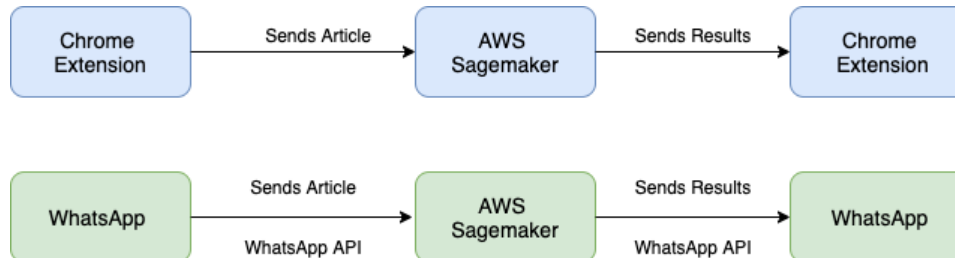 Chrome
Extension
Sends Article
AWS
Sagemaker
Sends Results
Chrome
Extension
WhatsApp
Sends Article
WhatsApp API
AWS
Sagemaker
Sends Results
WhatsApp API
WhatsApp